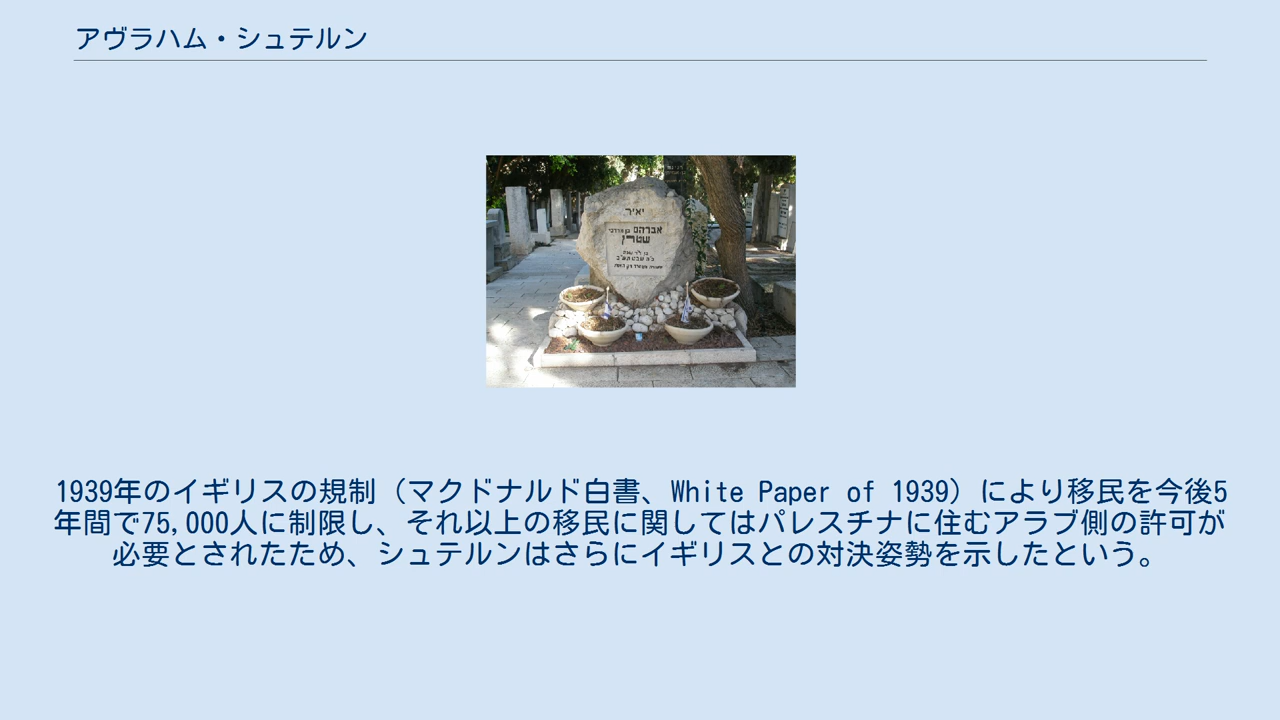 アヴラハム・シュテルン
יאיר
אברהם בן מרדכי
שטרן
1939年のイギリスの規制（マクドナルド白書、White Paper of 1939）により移民を今後5
年間で75,000人に制限し、それ以上の移民に関してはパレスチナに住むアラブ側の許可が
必要とされたため、シュテルンはさらにイギリスとの対決姿勢を示したという。